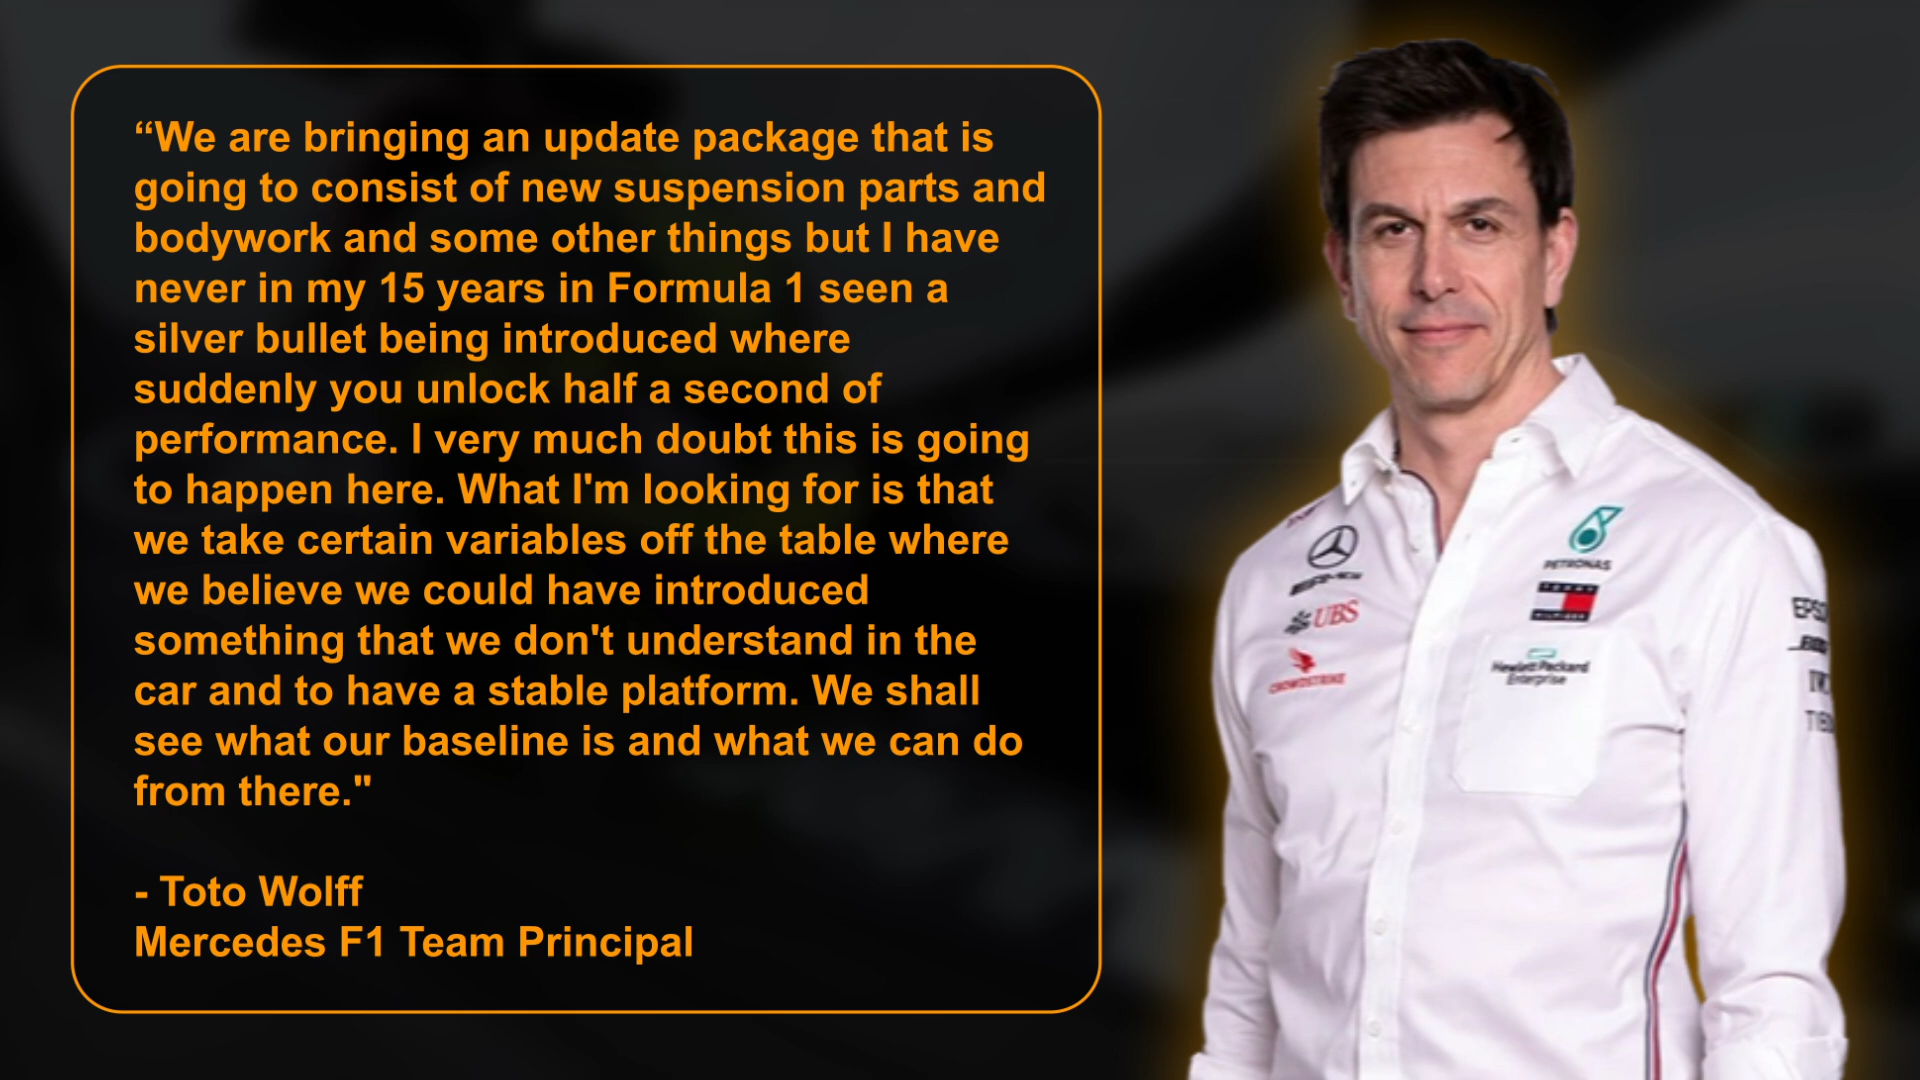 “We are bringing an update package that is
going to consist of new suspension parts and
bodywork and some other things but I have
never in my 15 years in Formula 1 seen a
silver bullet being introduced where
suddenly you unlock half a second of
performance. I very much doubt this is going
to happen here. What I'm looking for is that
we take certain variables off the table where
we believe we could have introduced
something that we don't understand in the
car and to have a stable platform. We shall
see what our baseline is and what we can do
from there."
- Toto Wolff
Mercedes F1 Team Principal
PETRONAS
UBS
CROWDSTRIKE
Hewlett Packard
Enterprise